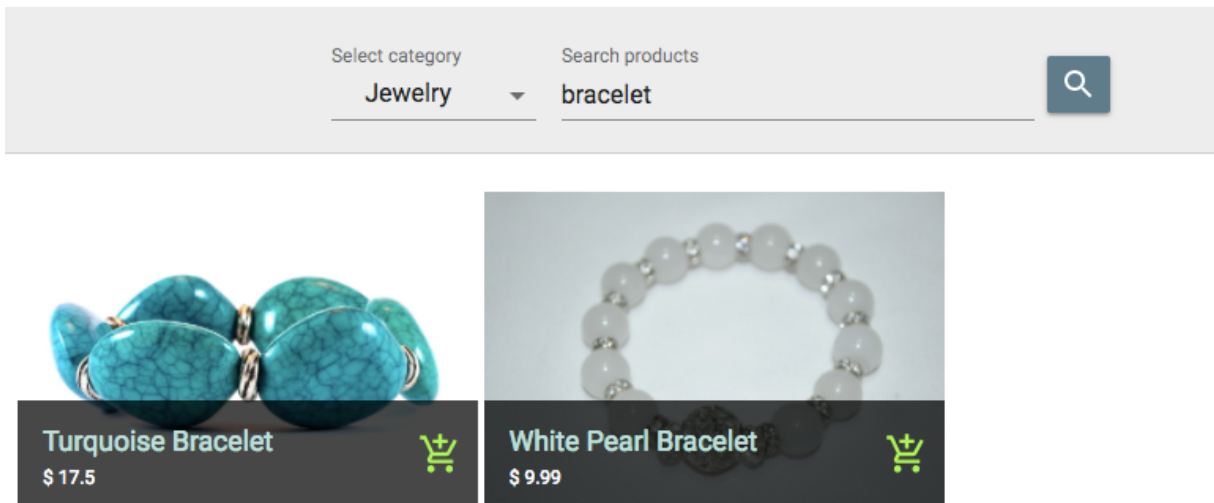 Select category
Search products
Jewelry
bracelet
Turquoise Bracelet
$ 17.5
White Pearl Bracelet
$ 9.99